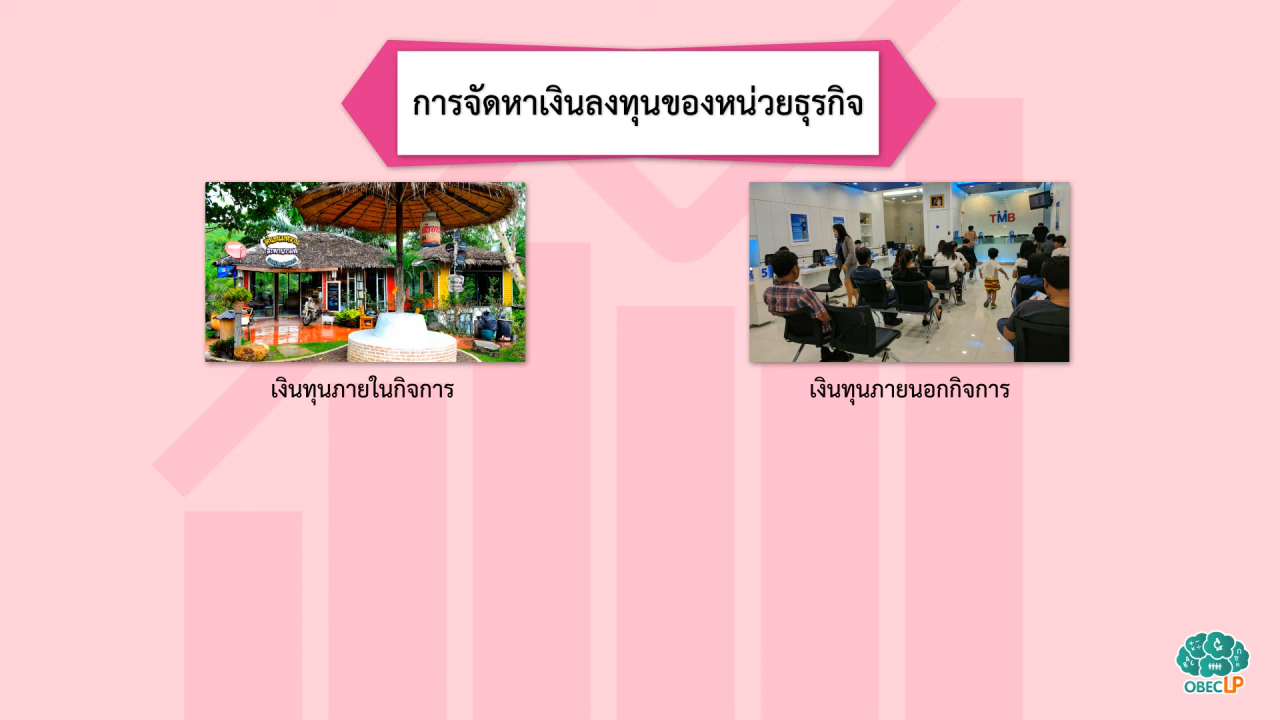 การจัดหาเงินลงทุนของหน่วยธุรกิจ
TMB
5
เงินทุนภายในกิจการ
เงินทุนภายนอกกิจการ
OBECLP